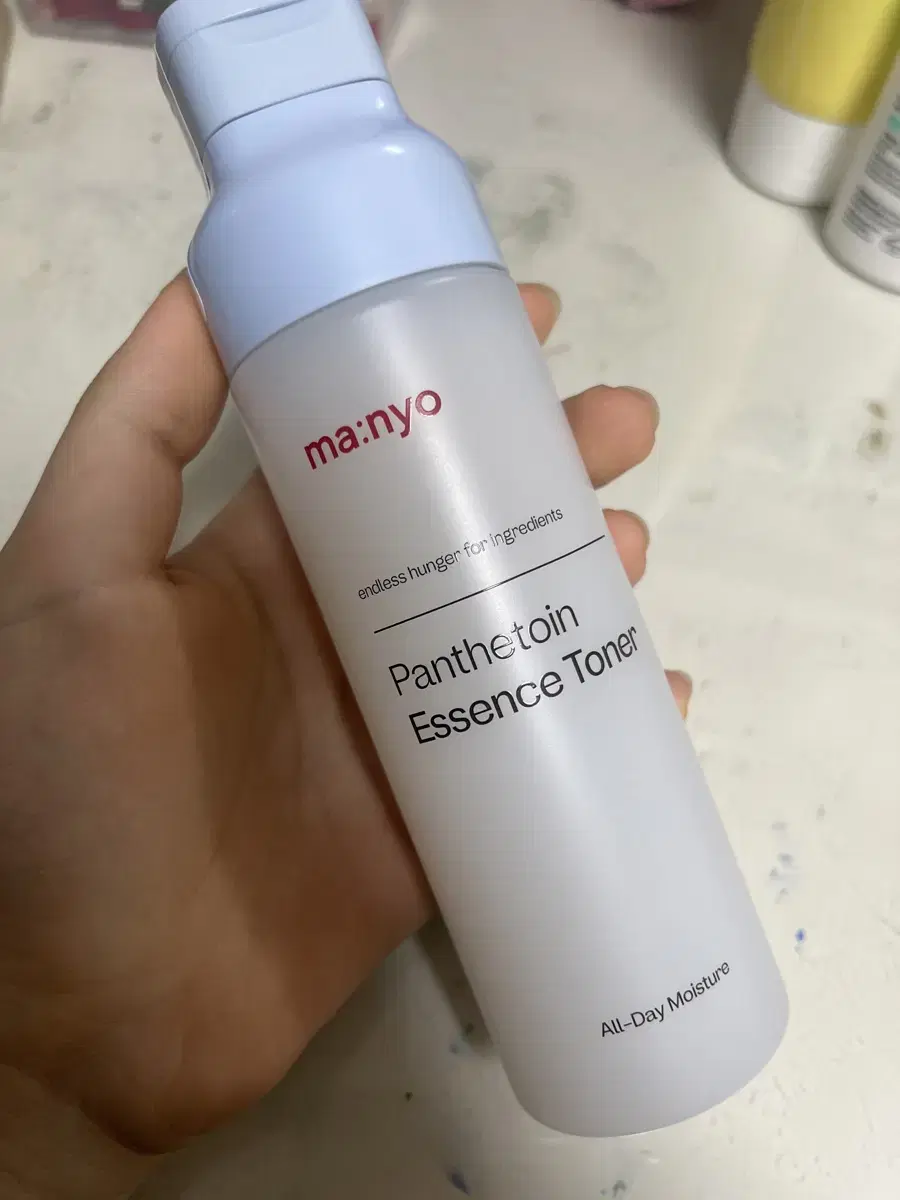 ma:nyo
endless hunger for ingredients
Panthetoin
Essence Toner
All-Day Moisture